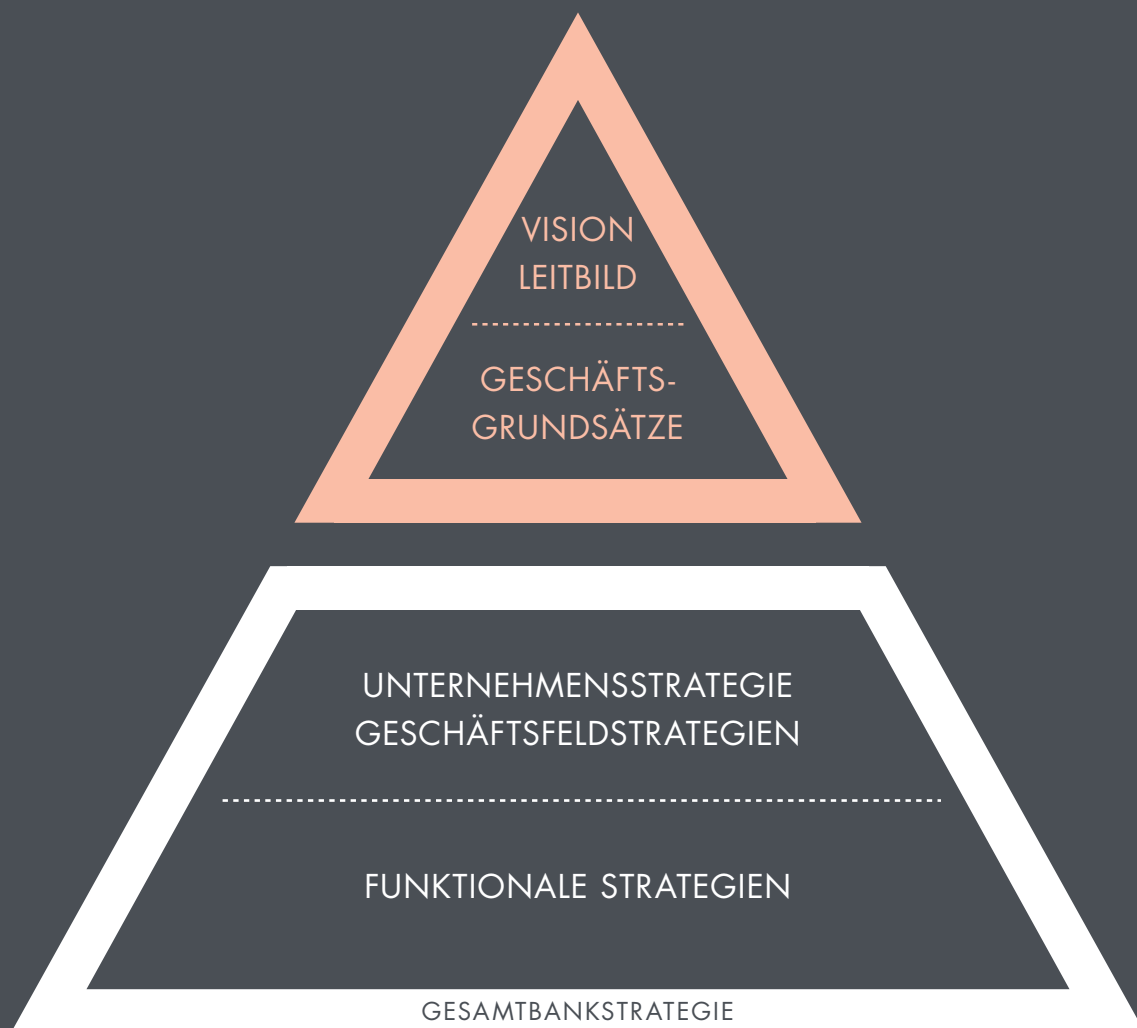 VISION
LEITBILD
GESCHÄFTS-
GRUNDSÄTZE
UNTERNEHMENSSTRATEGIE
GESCHÄFTSFELDSTRATEGIEN
FUNKTIONALE STRATEGIEN
GESAMTBANKSTRATEGIE